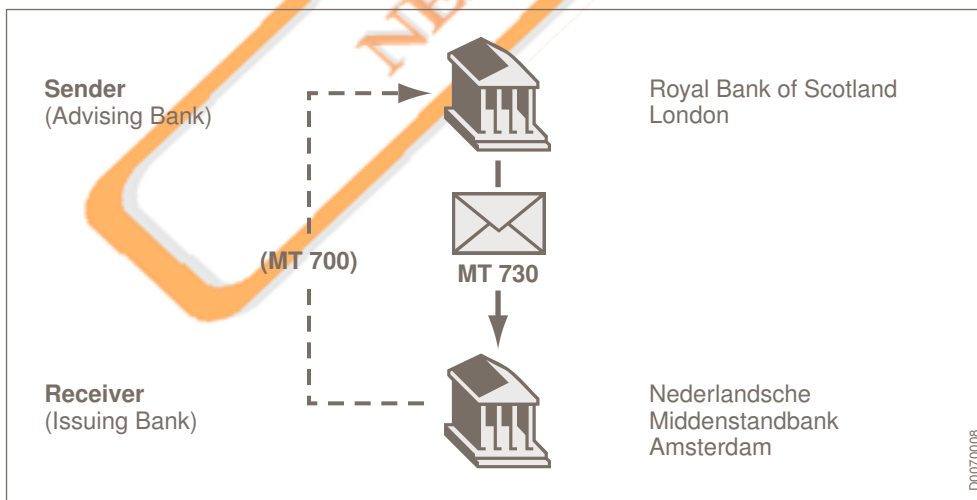 NE
Sender
(Advising Bank)
Royal Bank of Scotland
London
(MT 700)
MT 730
Receiver
(Issuing Bank)
Nederlandsche
Middenstandbank
Amsterdam
D0070008